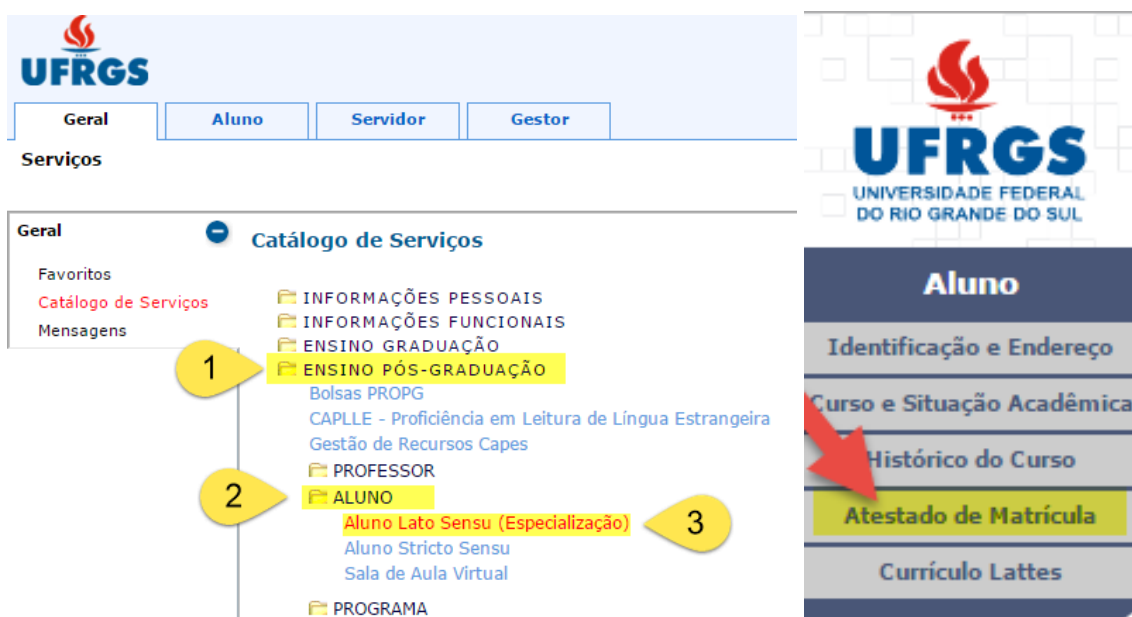 UFRGS
Geral
Aluno
Servidor
Gestor
Serviços
Geral
Favoritos
Catálogo de Serviços
Mensagens
Catálogo de Serviços
INFORMAÇÕES PESSOAIS
INFORMAÇÕES FUNCIONAIS
ENSINO GRADUAÇÃO
1
ENSINO PÓS-GRADUAÇÃO
Bolsas PROPG
CAPLLE - Proficiência em Leitura de Língua Estrangeira
Gestão de Recursos Capes
PROFESSOR
2
ALUNO
Aluno Lato Sensu (Especialização)
3
Aluno Stricto Sensu
Sala de Aula Virtual
PROGRAMA
UFRGS
UNIVERSIDADE FEDERAL
DO RIO GRANDE DO SUL
Aluno
Identificação e Endereço
Curso e Situação Acadêmica
Histórico do Curso
Atestado de Matrícula
Currículo Lattes